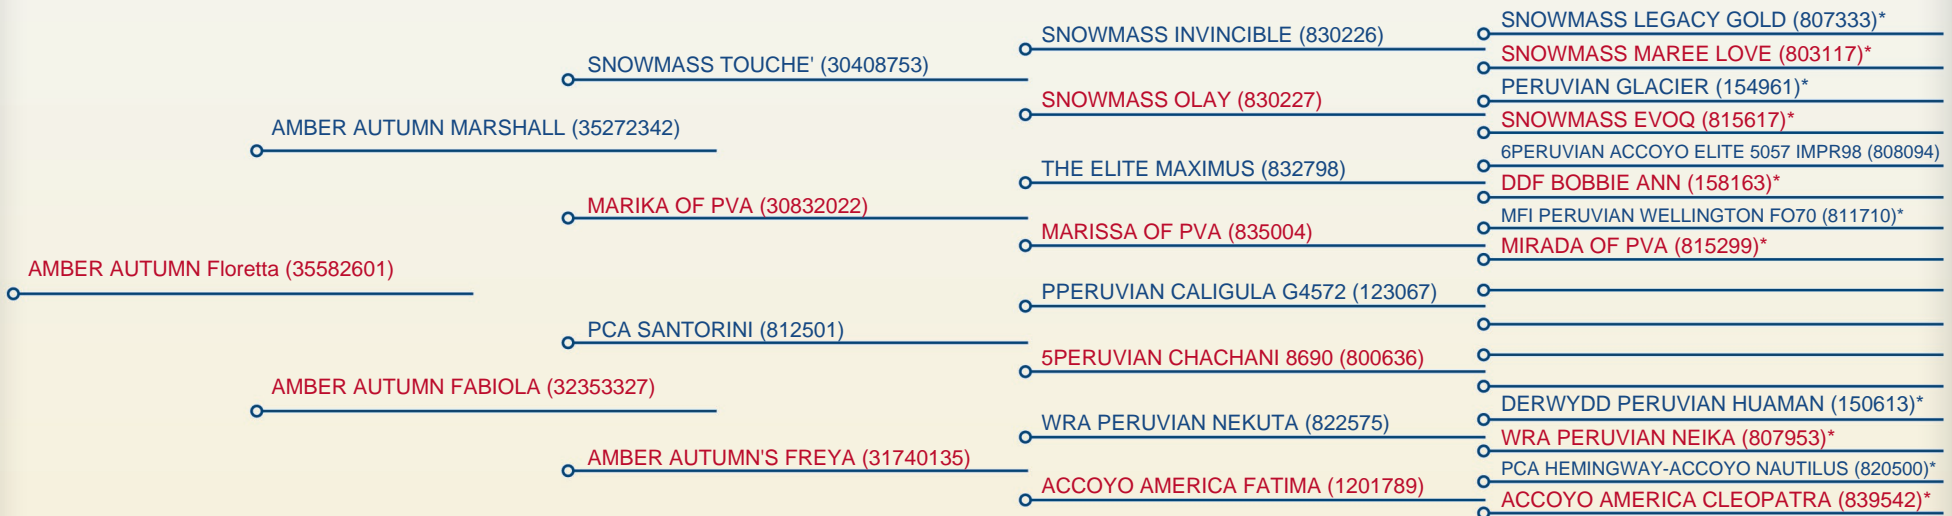 AMBER AUTUMN Floretta (35582601)
AMBER AUTUMN MARSHALL (35272342)
AMBER AUTUMN FABIOLA (32353327)
SNOWMASS TOUCHE' (30408753)
MARIKA OF PVA (30832022)
PCA SANTORINI (812501)
AMBER AUTUMN'S FREYA (31740135)
SNOWMASS INVINCIBLE (830226)
SNOWMASS OLAY (830227)
THE ELITE MAXIMUS (832798)
MARISSA OF PVA (835004)
PPERUVIAN CALIGULA G4572 (123067)
5PERUVIAN CHACHANI 8690 (800636)
WRA PERUVIAN NEKUTA (822575)
ACCOYO AMERICA FATIMA (1201789)
SNOWMASS LEGACY GOLD (807333)*
SNOWMASS MAREE LOVE (803117)*
PERUVIAN GLACIER (154961)*
SNOWMASS EVOQ (815617)*
6PERUVIAN ACCOYO ELITE 5057 IMPR98 (808094)
DDF BOBBIE ANN (158163)*
MFI PERUVIAN WELLINGTON FO70 (811710)*
MIRADA OF PVA (815299)*
DERWYDD PERUVIAN HUAMAN (150613)*
WRA PERUVIAN NEIKA (807953)*
PCA HEMINGWAY-ACCOYO NAUTILUS (820500)*
ACCOYO AMERICA CLEOPATRA (839542)*